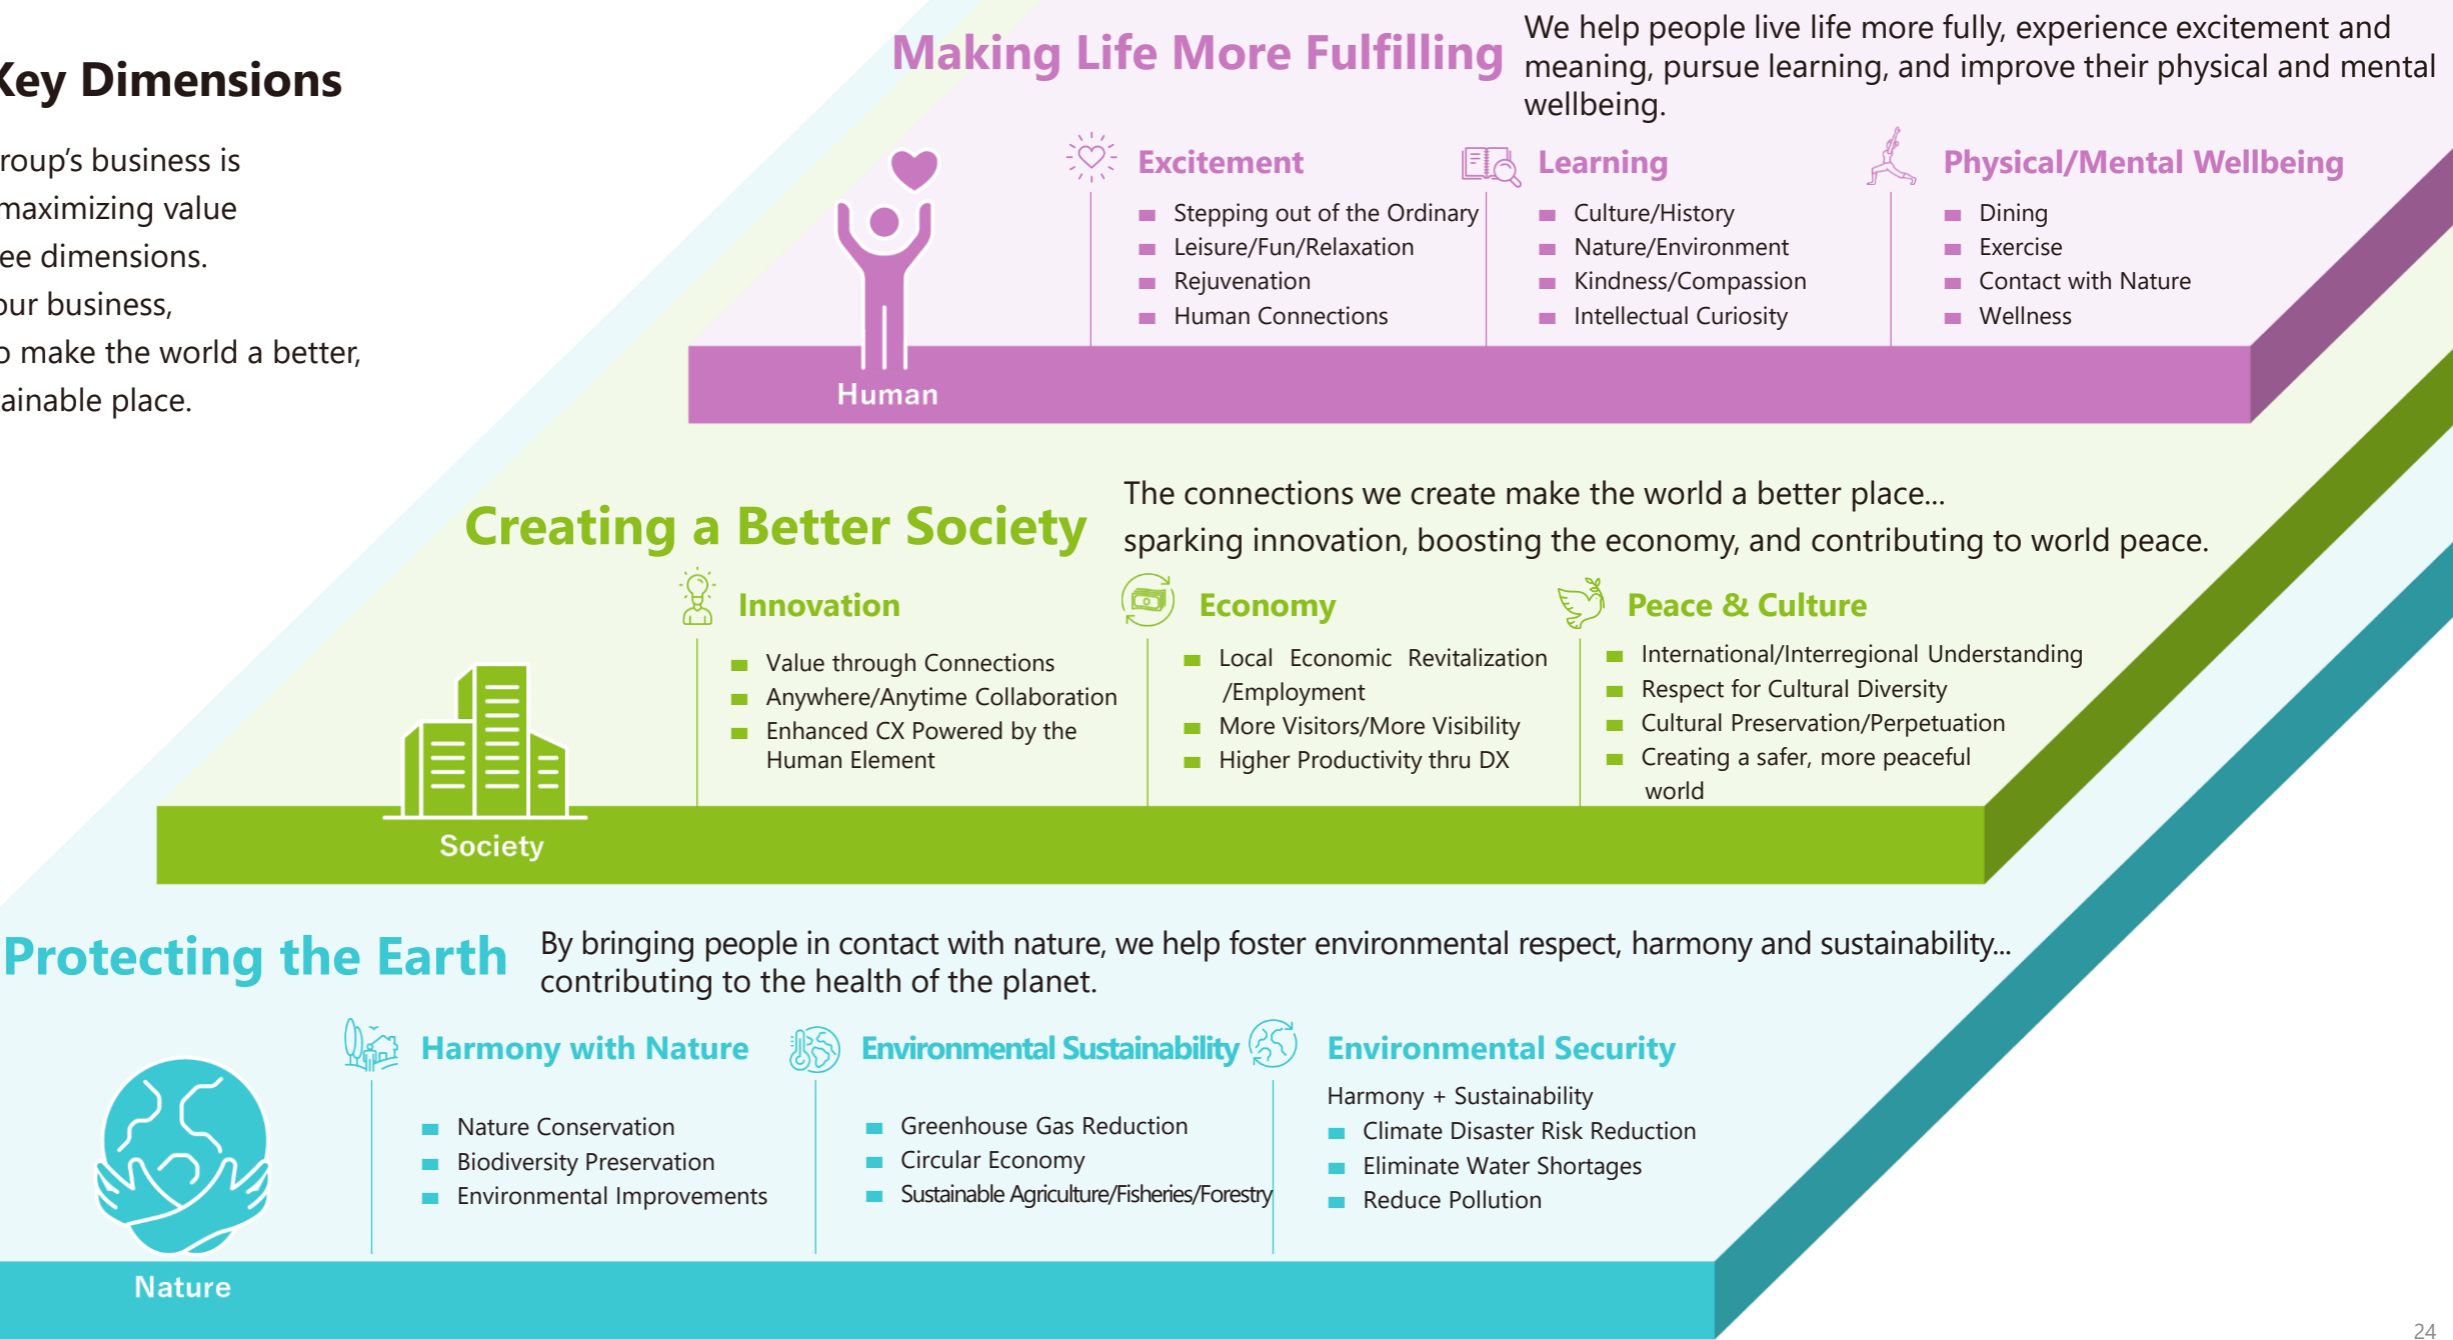 Key Dimensions
roup's business is
maximizing value
ee dimensions.
our business,
o make the world a better,
ainable place.
Making Life More Fulfilling
We help people live life more fully, experience excitement and
meaning, pursue learning, and improve their physical and mental
wellbeing.
Excitement
Stepping out of the Ordinary
Leisure/Fun/Relaxation
Rejuvenation
Human Connections
Learning
Culture/History
Nature/Environment
Kindness/Compassion
Intellectual Curiosity
Physical/Mental Wellbeing
Dining
Exercise
Contact with Nature
Wellness
Human
Creating a Better Society
The connections we create make the world a better place...
sparking innovation, boosting the economy, and contributing to world peace.
Innovation
Value through Connections
Anywhere/Anytime Collaboration
Enhanced CX Powered by the
Human Element
Economy
Local Economic Revitalization
/Employment
More Visitors/More Visibility
Higher Productivity thru DX
Peace & Culture
International/Interregional Understanding
Respect for Cultural Diversity
Cultural Preservation/Perpetuation
Creating a safer, more peaceful
world
Society
Protecting the Earth
By bringing people in contact with nature, we help foster environmental respect, harmony and sustainability...
contributing to the health of the planet.
Harmony with Nature
Nature Conservation
Biodiversity Preservation
Environmental Improvements
Environmental Sustainability
Greenhouse Gas Reduction
Circular Economy
Sustainable Agriculture/Fisheries/Forestry
Environmental Security
Harmony + Sustainability
Climate Disaster Risk Reduction
Eliminate Water Shortages
Reduce Pollution
Nature
24